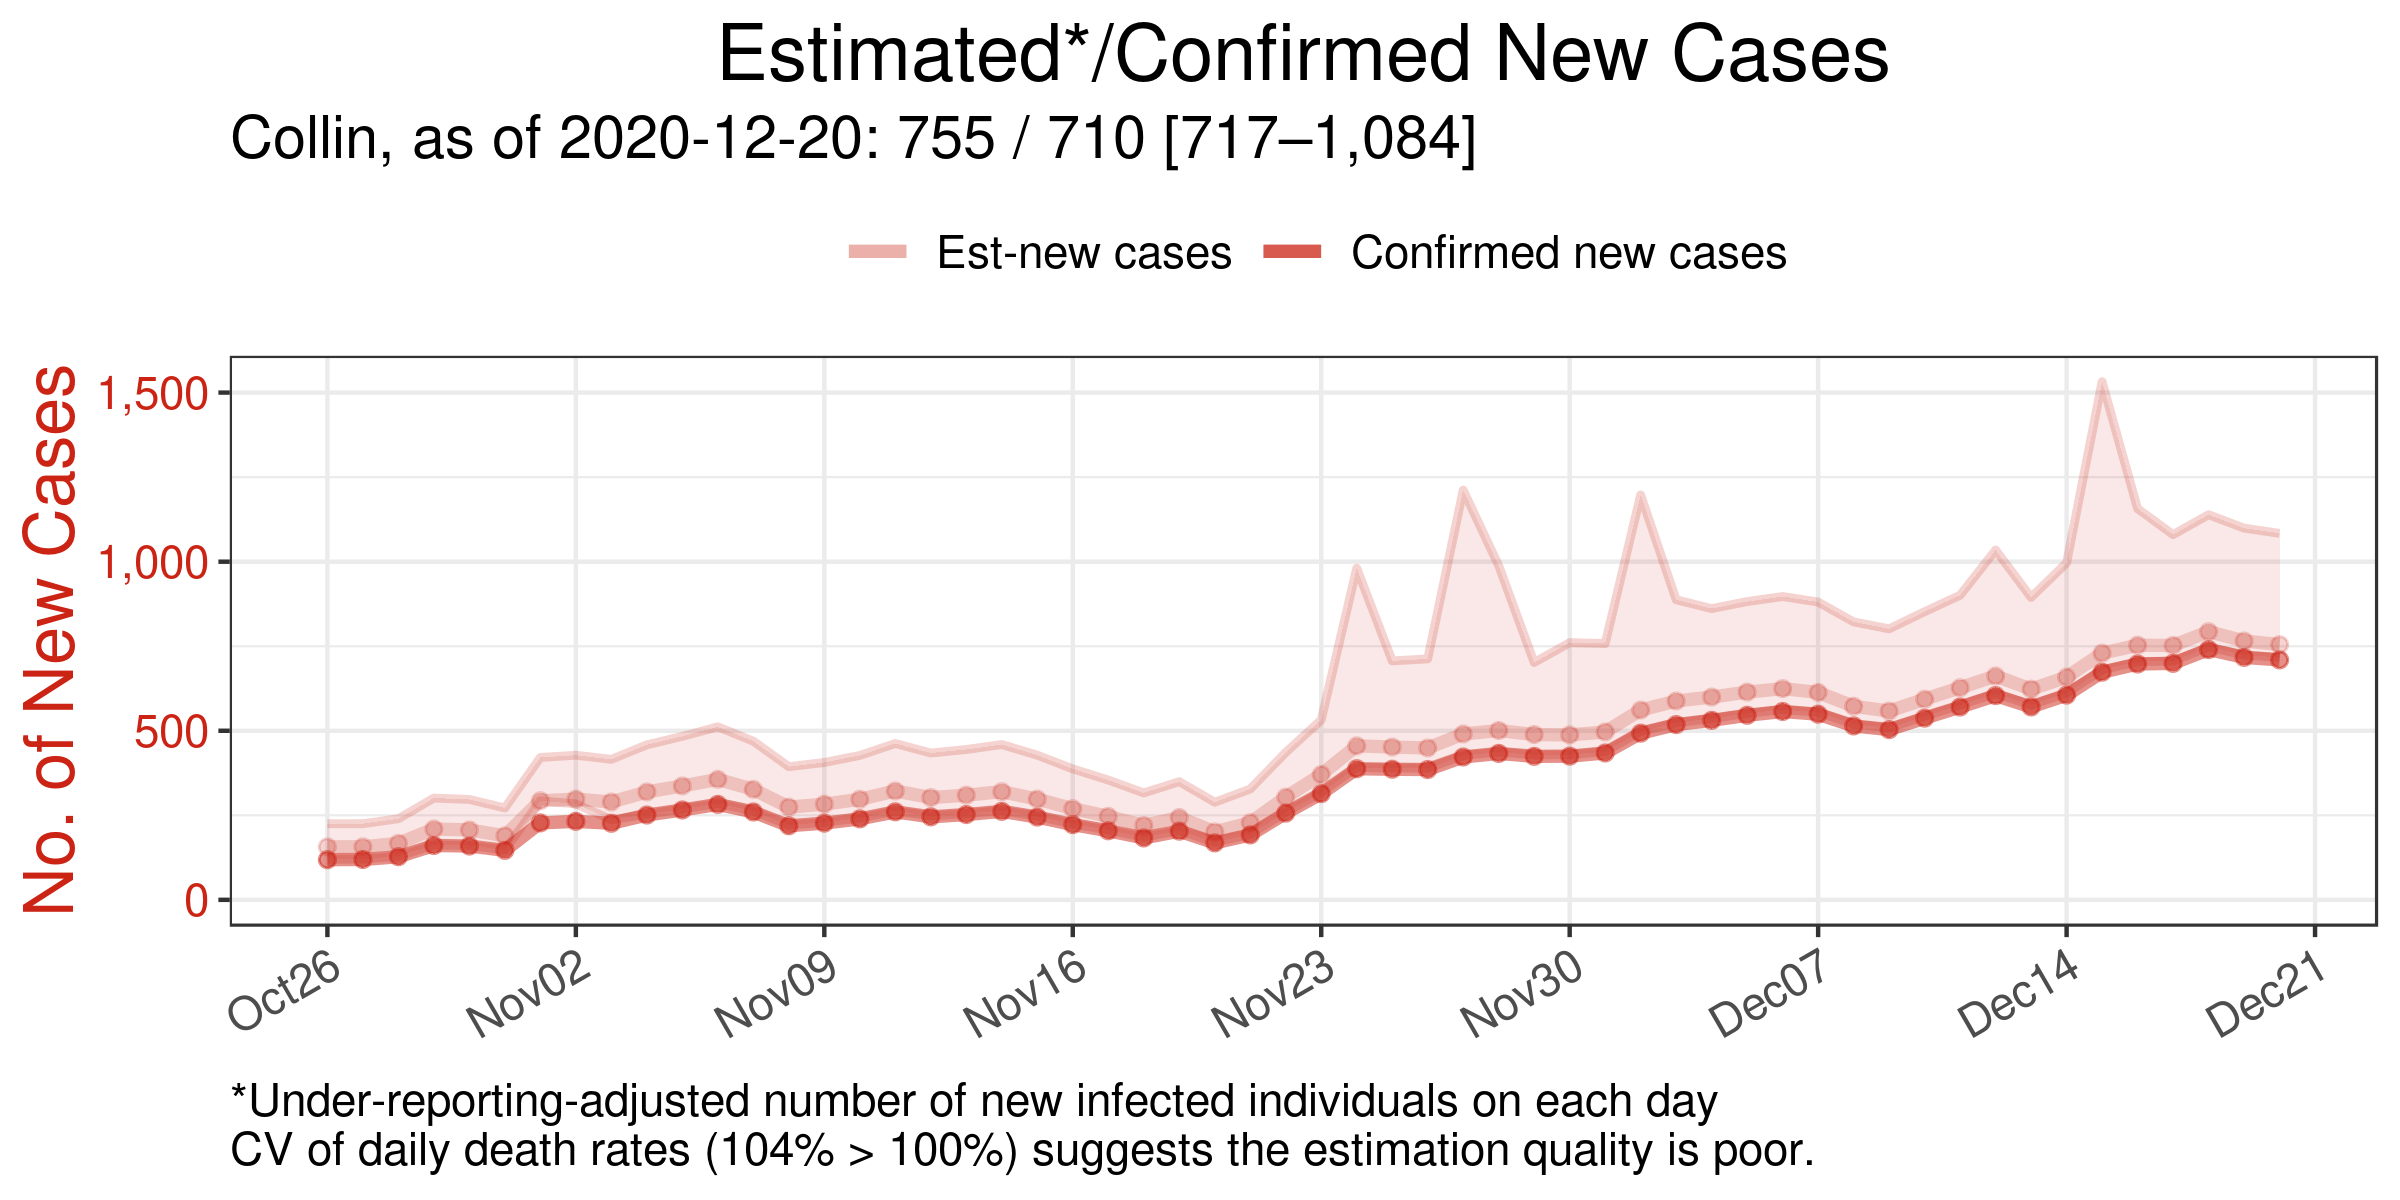 Estimated*/Confirmed New Cases
Collin, as of 2020-12-20: 755 / 710 [717–1,084]
Est-new cases
Confirmed new cases
No. of New Cases
1,500
1,000
500
0
Oct26
Nov02
Nov09
Nov16
Nov23
Nov30
Dec07
Dec14
Dec21
*Under-reporting-adjusted number of new infected individuals on each day
CV of daily death rates (104% > 100%) suggests the estimation quality is poor.